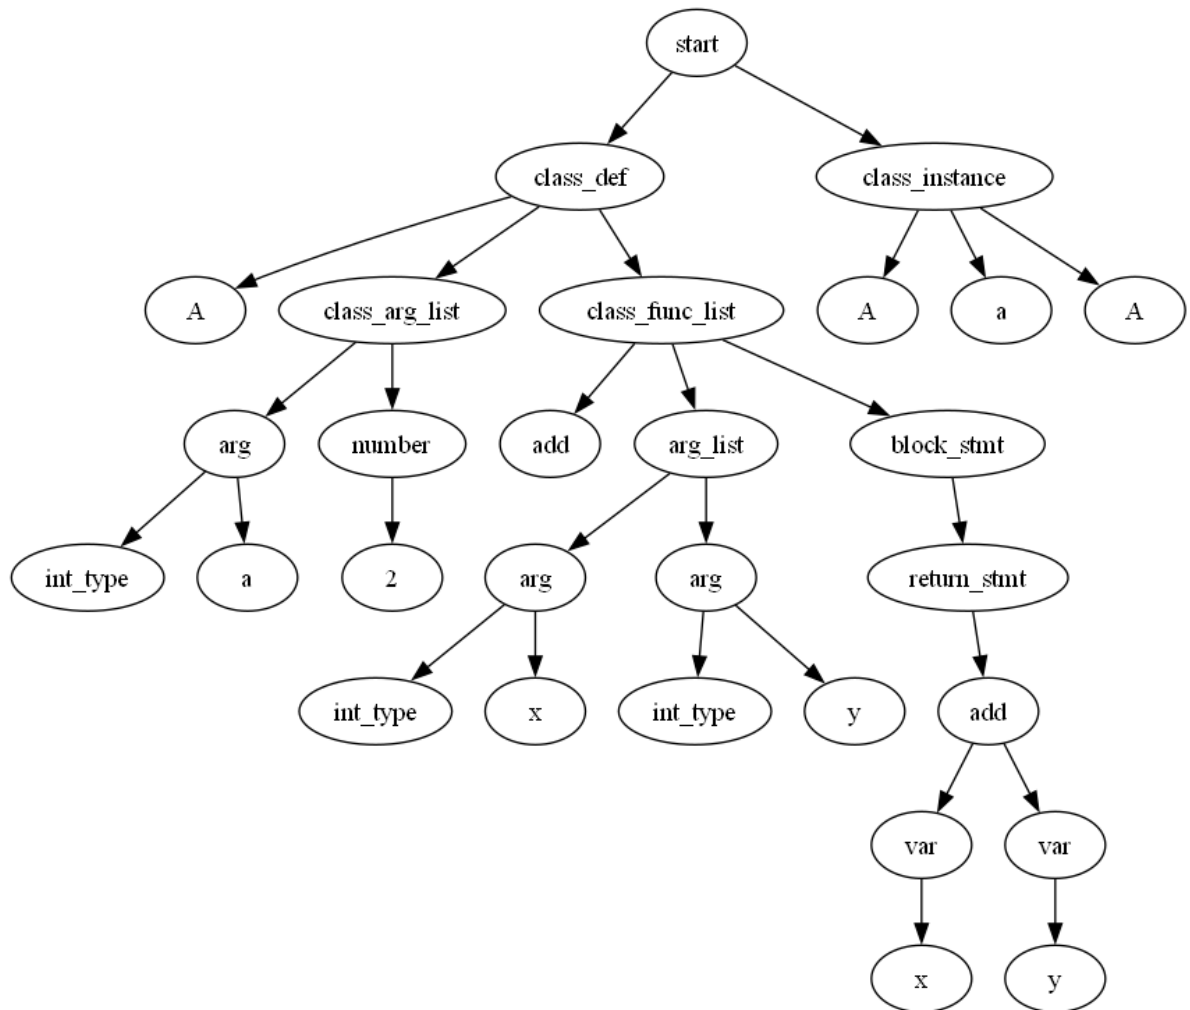 start
class_def class_instance
A class_arg_list class_func_list A a A
arg number add arg_list block_stmt
int_type a 2 arg arg return_stmt
int_type x int_type y add
var var
x y